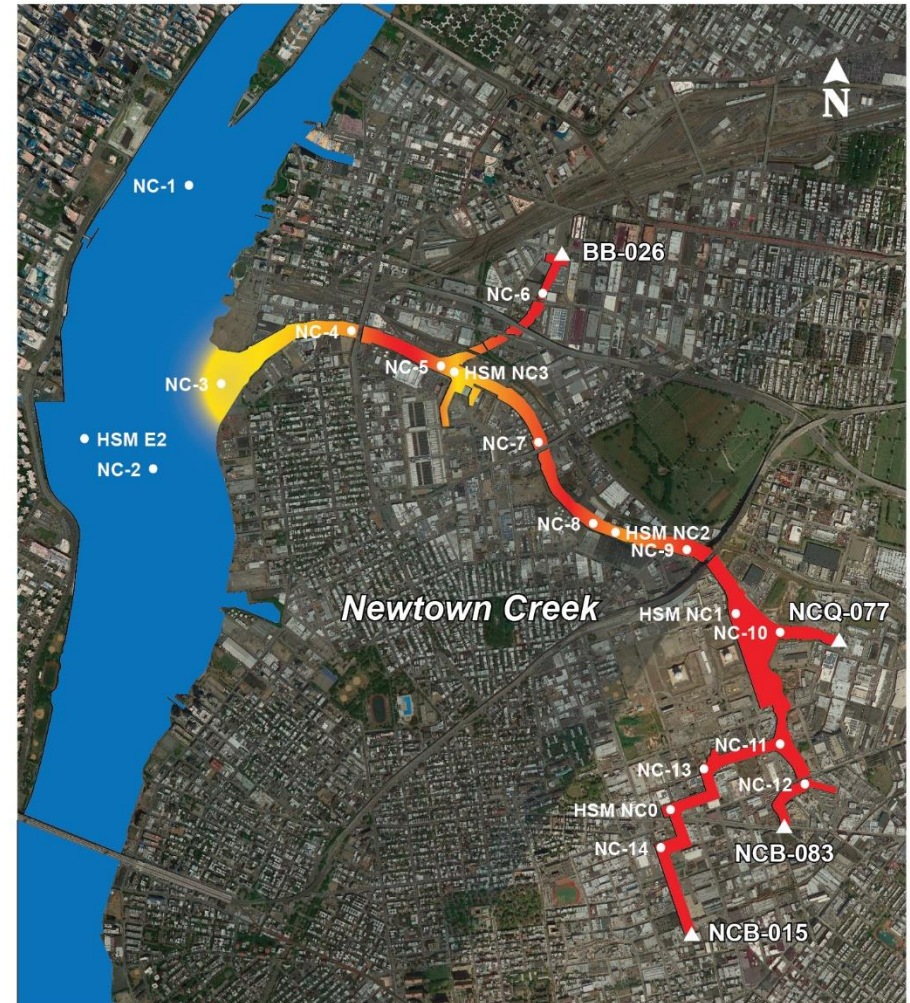 N
NC-1
BB-026
NC-6
NC-4
NC-5
HSM NC3
NC-3
HSM E2
NC-2
NC-7
NC-8
HSM NC2
NC-9
Newtown Creek
HSM NC1
NCQ-077
NC-10
NC-11
NC-13
NC-12
HSM NC0
NC-14
NCB-083
NCB-015